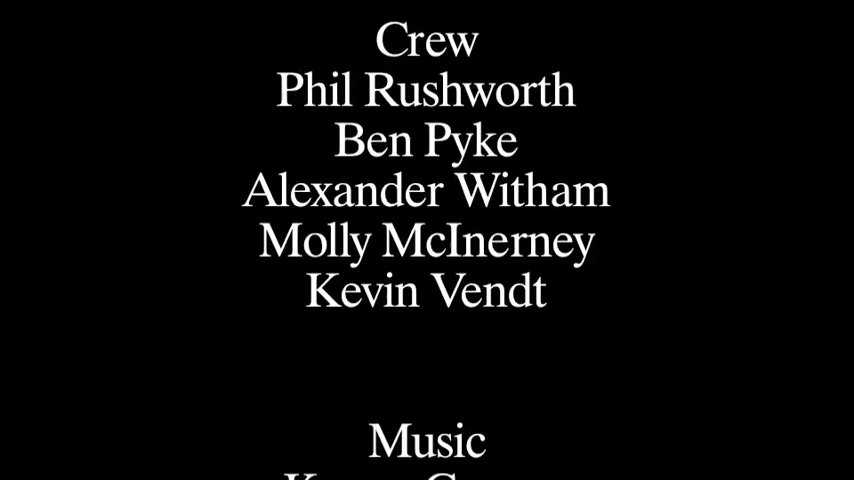 Crew
Phil Rushworth
Ben Pyke
Alexander Witham
Molly McInerney
Kevin Vendt
Music